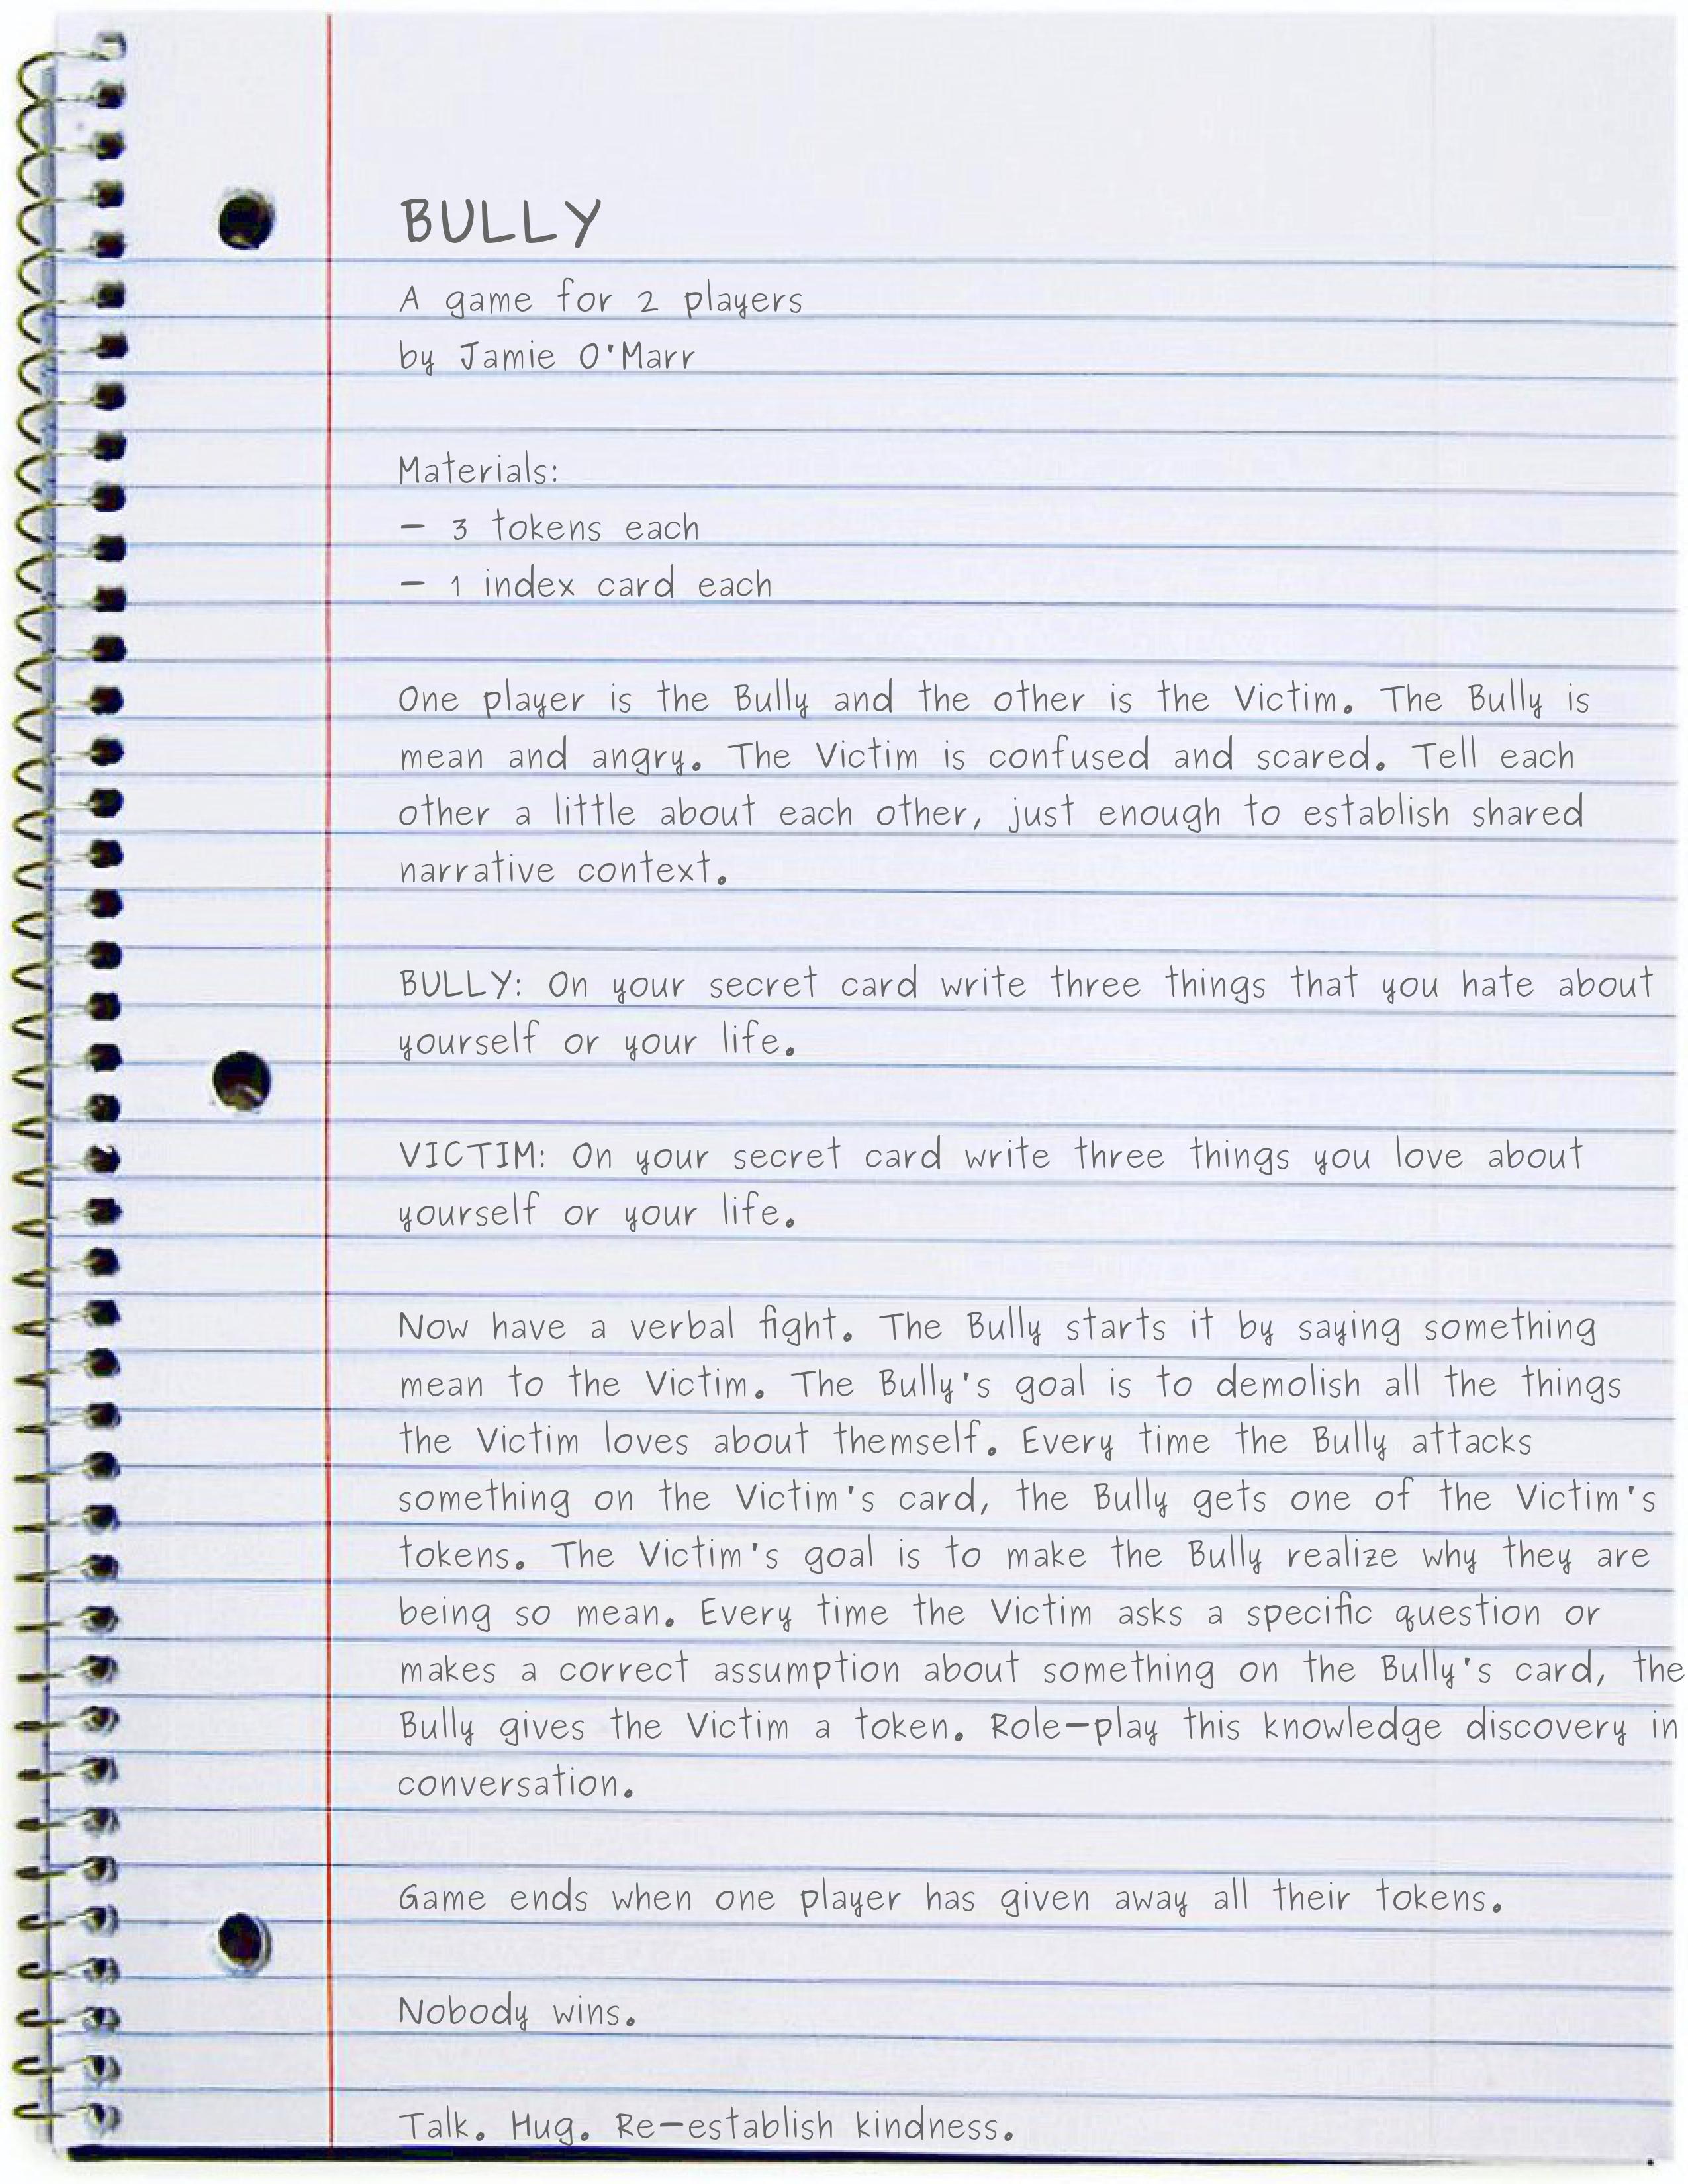 BULLY
A game for 2 players
by Jamie O'Marr
Materials:
- 3 tokens each
- 1 index card each
One player is the Bully and the other is the Victim. The Bully is
mean and angry. The Victim is confused and scared. Tell each
other a little about each other, just enough to establish shared
narrative context.
BULLY: On your secret card write three things that you hate about
yourself or your life.
VICTIM: On your secret card write three things you love about
yourself or your life.
Now have a verbal fight. The Bully starts it by saying something
mean to the Victim. The Bully's goal is to demolish all the things
the Victim loves about themself. Every time the Bully attacks
something on the Victim's card, the Bully gets one of the Victim's
tokens. The Victim's goal is to make the Bully realize why they are
being so mean. Every time the Victim asks a specific question or
makes a correct assumption about something on the Bully's card, the
Bully gives the Victim a token. Role-play this knowledge discovery in
conversation.
Game ends when one player has given away all their tokens.
Nobody wins.
Talk. Hug. Re-establish kindness.